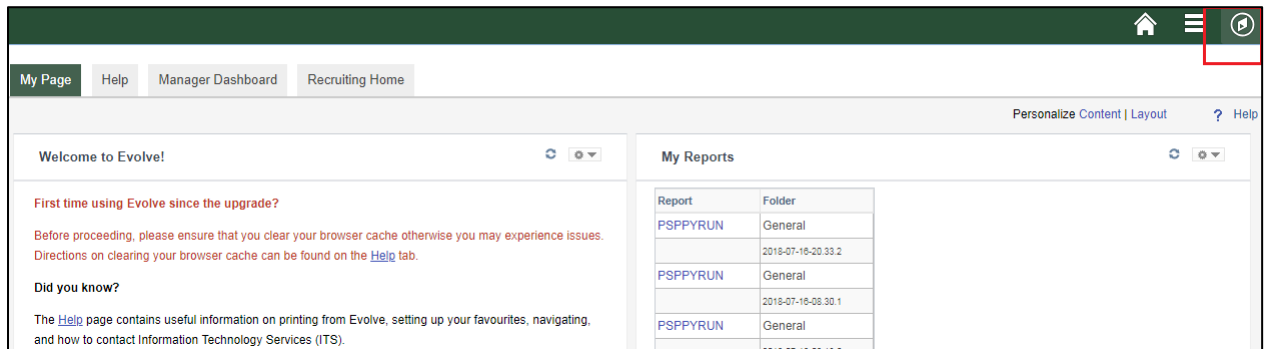 My Page Help Manager Dashboard Recruiting Home
Personalize Content | Layout ? Help
Welcome to Evolve!
First time using Evolve since the upgrade?
Before proceeding, please ensure that you clear your browser cache otherwise you may experience issues.
Directions on clearing your browser cache can be found on the Help tab.
Did you know?
The Help page contains useful information on printing from Evolve, setting up your favourites, navigating,
and how to contact Information Technology Services (ITS).
My Reports
Report Folder
PSPPYRUN General
2018-07-16-20.33.2
PSPPYRUN General
2018-07-16-08.30.1
PSPPYRUN General